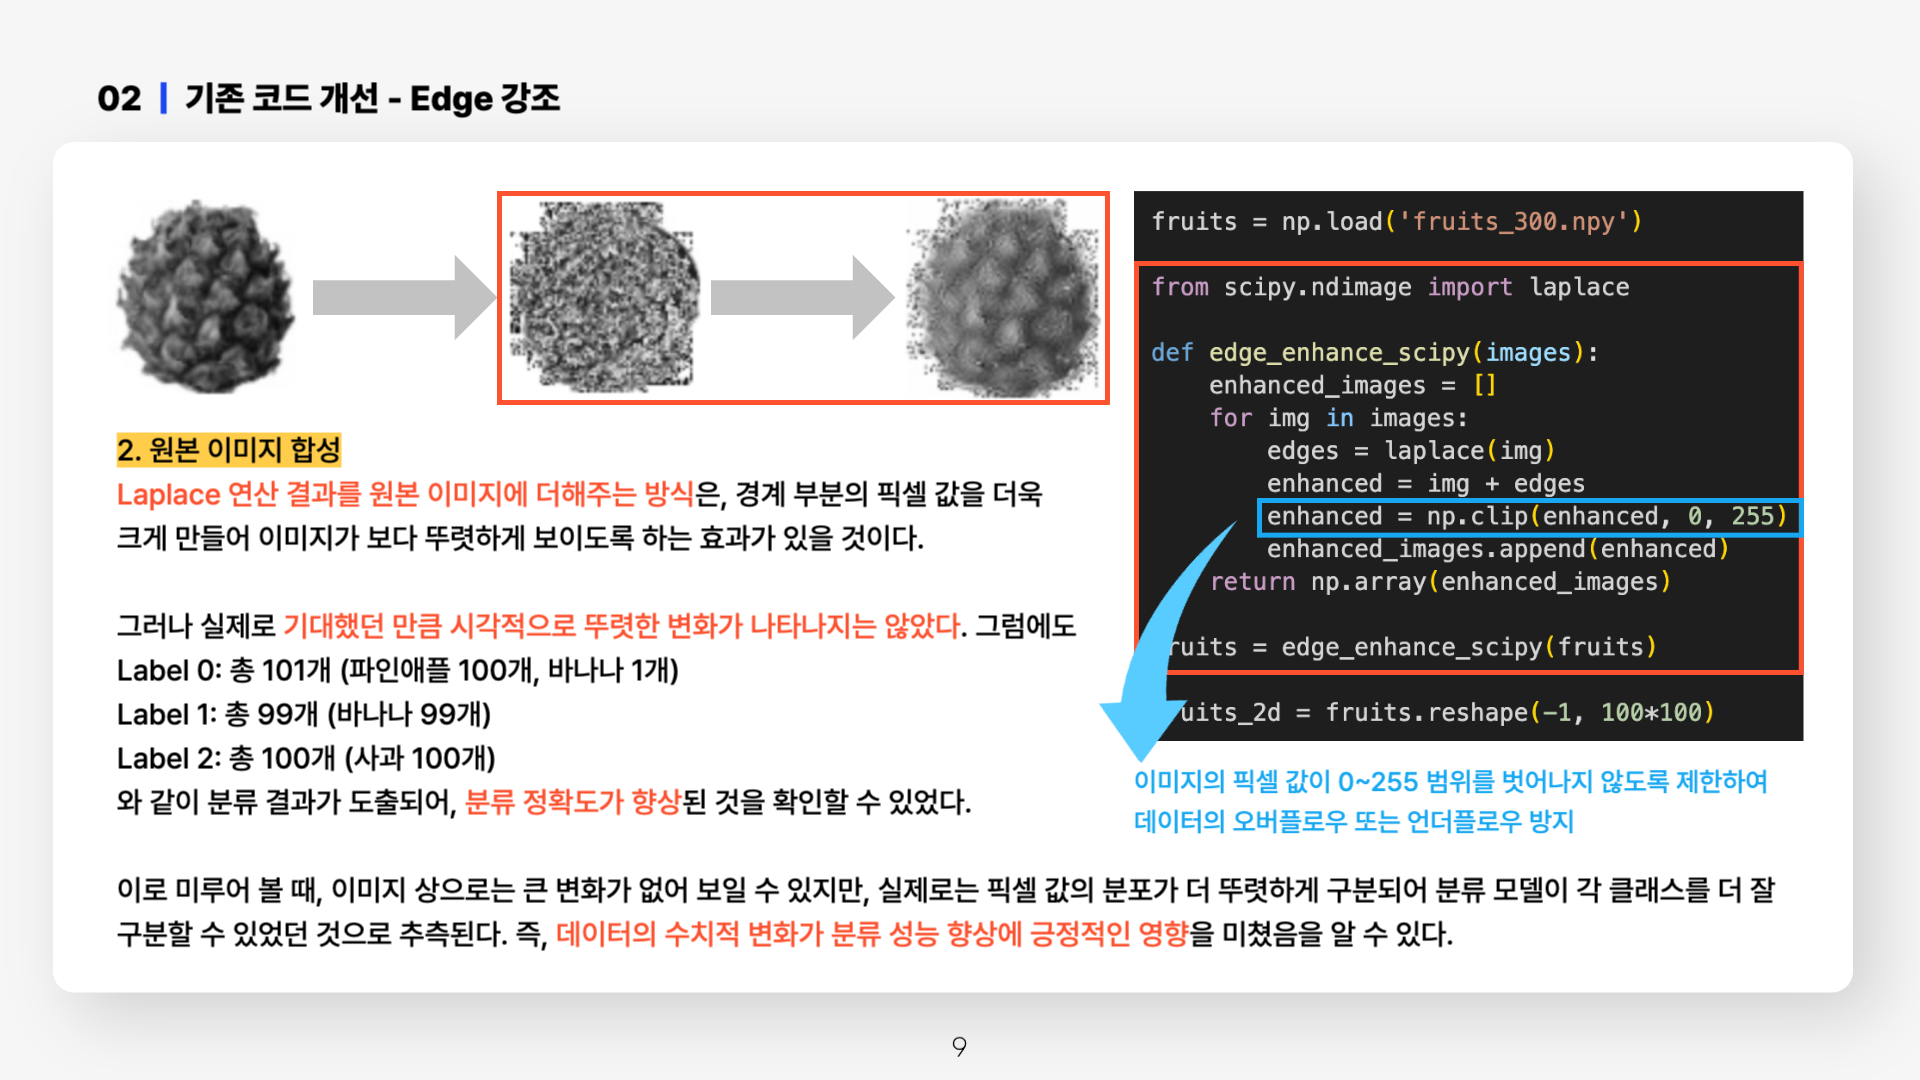 02 | 기존 코드 개선 - Edge 강조
2. 원본 이미지 합성
Laplace 연산 결과를 원본 이미지에 더해주는 방식은, 경계 부분의 픽셀 값을 더욱
크게 만들어 이미지가 보다 뚜렷하게 보이도록 하는 효과가 있을 것이다.
그러나 실제로 기대했던 만큼 시각적으로 뚜렷한 변화가 나타나지는 않았다. 그럼에도
Label 0: 총 101개 (파인애플 100개, 바나나 1개)
Label 1: 총 99개 (바나나 99개)
Label 2: 총 100개 (사과 100개)
와 같이 분류 결과가 도출되어, 분류 정확도가 향상된 것을 확인할 수 있었다.
fruits = np.load('fruits_300.npy')
from scipy.ndimage import laplace
def edge_enhance_scipy(images):
    enhanced_images = []
    for img in images:
        edges = laplace(img)
        enhanced = img + edges
        enhanced = np.clip(enhanced, 0, 255)
        enhanced_images.append(enhanced)
    return np.array(enhanced_images)
ruits = edge_enhance_scipy(fruits)
uits_2d = fruits.reshape(-1, 100*100)
이미지의 픽셀 값이 0~255 범위를 벗어나지 않도록 제한하여
데이터의 오버플로우 또는 언더플로우 방지
이로 미루어 볼 때, 이미지 상으로는 큰 변화가 없어 보일 수 있지만, 실제로는 픽셀 값의 분포가 더 뚜렷하게 구분되어 분류 모델이 각 클래스를 더 잘
구분할 수 있었던 것으로 추측된다. 즉, 데이터의 수치적 변화가 분류 성능 향상에 긍정적인 영향을 미쳤음을 알 수 있다.
9